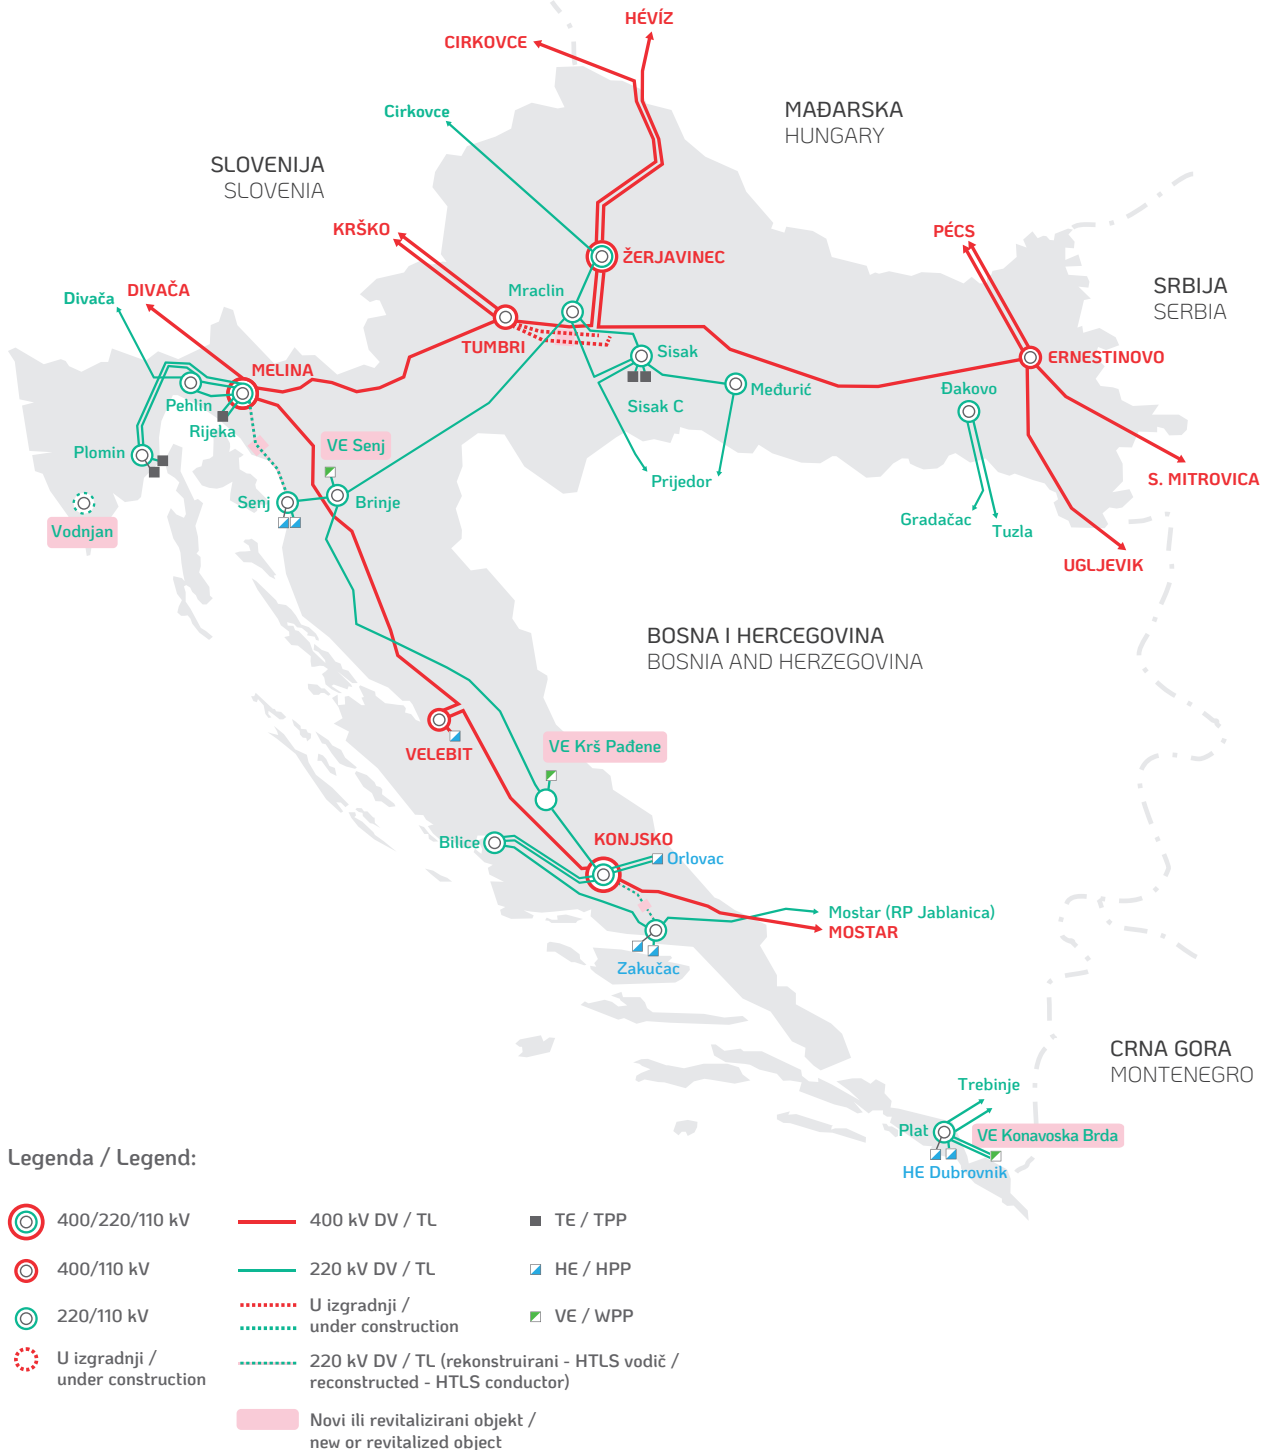 HÉVÍZ
CIRKOVCE
Cirkovce
MAĐARSKA
HUNGARY
SLOVENIJA
SLOVENIA
KRŠKO
PÉCS
ŽERJAVINEC
SRBIJA
SERBIA
Divača
DIVAČA
Mraclin
TUMBRI
Sisak
ERNESTINOVO
MELINA
Međurić
Đakovo
Pehlin
Sisak C
Rijeka
VE Senj
Plomin
Prijedor
S. MITROVICA
Senj
Brinje
Gradačac
Tuzla
Vodnjan
UGLJEVIK
BOSNA I HERCEGOVINA
BOSNIA AND HERZEGOVINA
VELEBIT
VE Krš Pađene
Bilice
KONJSKO
Orlovac
Mostar (RP Jablanica)
MOSTAR
Zakučac
CRNA GORA
MONTENEGRO
Trebinje
Plat
VE Konavoska Brda
HE Dubrovnik
Legenda / Legend:
400/220/110 kV
400/110 kV
220/110 kV
U izgradnji /
under construction
400 kV DV / TL
220 kV DV / TL
U izgradnji /
under construction
220 kV DV / TL (rekonstruirani - HTLS vodič /
reconstructed - HTLS conductor)
Novi ili revitalizirani objekt /
new or revitalized object
TE / TPP
HE / HPP
VE / WPP